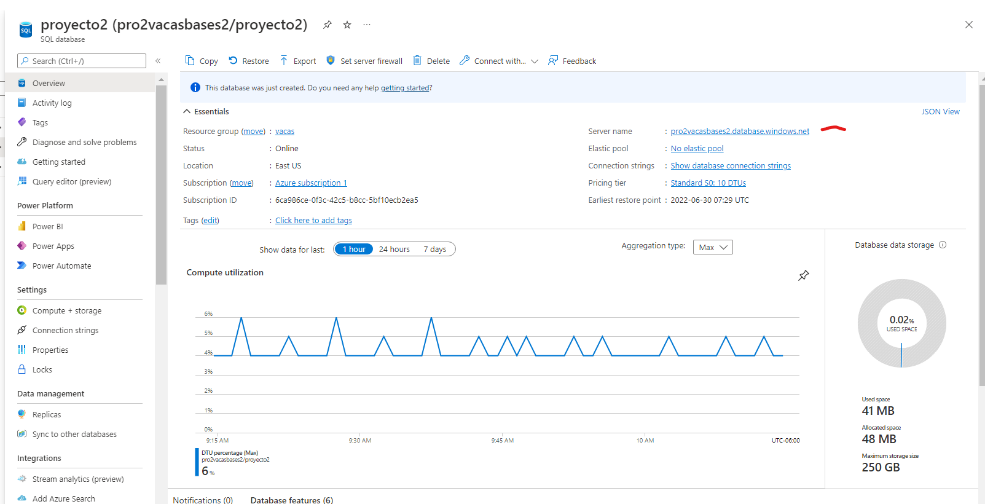 proyecto2 (pro2vacasbases2/proyecto2)
SQL
SQL database
Search (Ctrl+/)
Overview
Activity log
Tags
Diagnose and solve problems
Getting started
Query editor (preview)
Power Platform
Power BI
Power Apps
Power Automate
Settings
Compute + storage
Connection strings
Properties
Locks
Data management
Replicas
Sync to other databases
Integrations
Stream analytics (preview)
Add Azure Search
Copy Restore Export Set server firewall Delete Connect with... Feedback
This database was just created. Do you need any help getting started?
Essentials JSON View
Resource group (move) : vacas
Status : Online
Location : East US
Subscription (move) : Azure subscription 1
Subscription ID : 6ca986ce-0f3c-42c5-b8cc-5bf10ecb2ea5
Tags (edit) : Click here to add tags
Server name : pro2vacasbases2.database.windows.net
Elastic pool : No elastic pool
Connection strings : Show database connection strings
Pricing tier : Standard S0: 10 DTUs
Earliest restore point : 2022-06-30 07:29 UTC
Show data for last: 1 hour 24 hours 7 days
Aggregation type: Max
Compute utilization
6%
5%
4%
3%
2%
1%
0%
9:15 AM 9:30 AM 9:45 AM 10 AM UTC-06:00
DTU percentage (Max)
pro2vacasbases2/proyecto2
6 %
Database data storage
0.02%
USED SPACE
Used space
41 MB
Allocated space
48 MB
Maximum storage size
250 GB
Notifications (0) Database features (6)